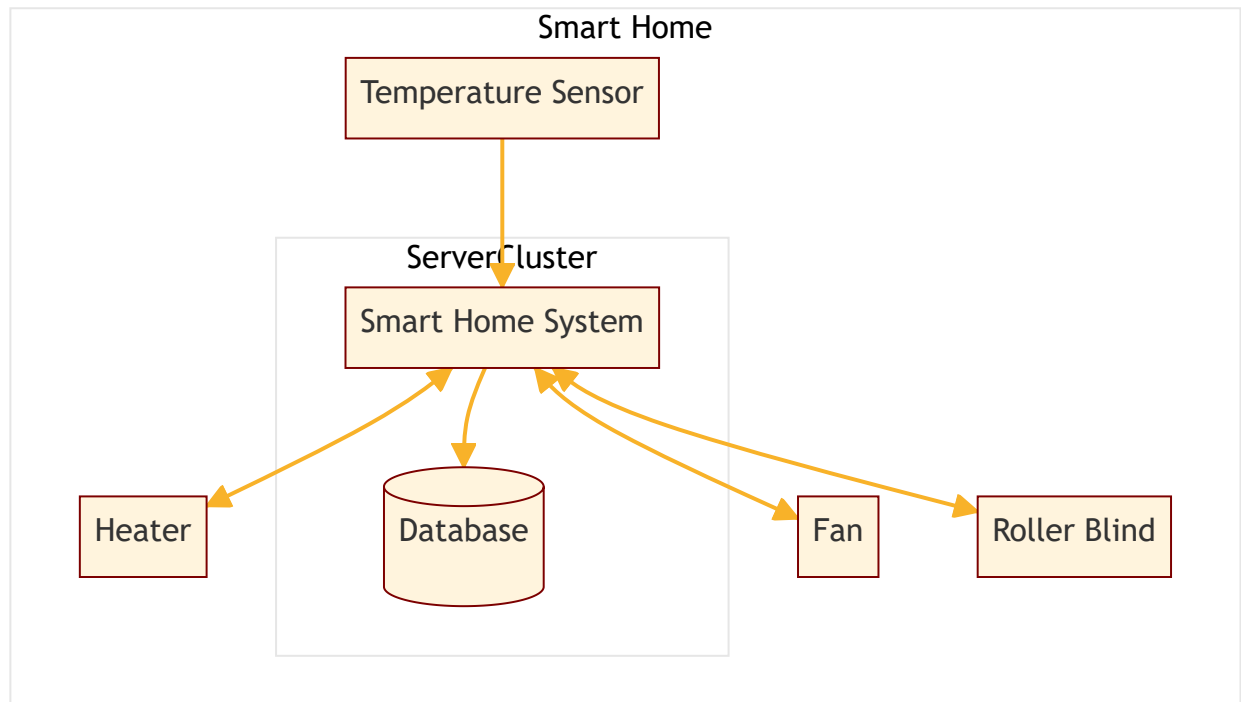 Smart Home
Temperature Sensor
ServerCluster
Smart Home System
Heater
Database
Fan
Roller Blind